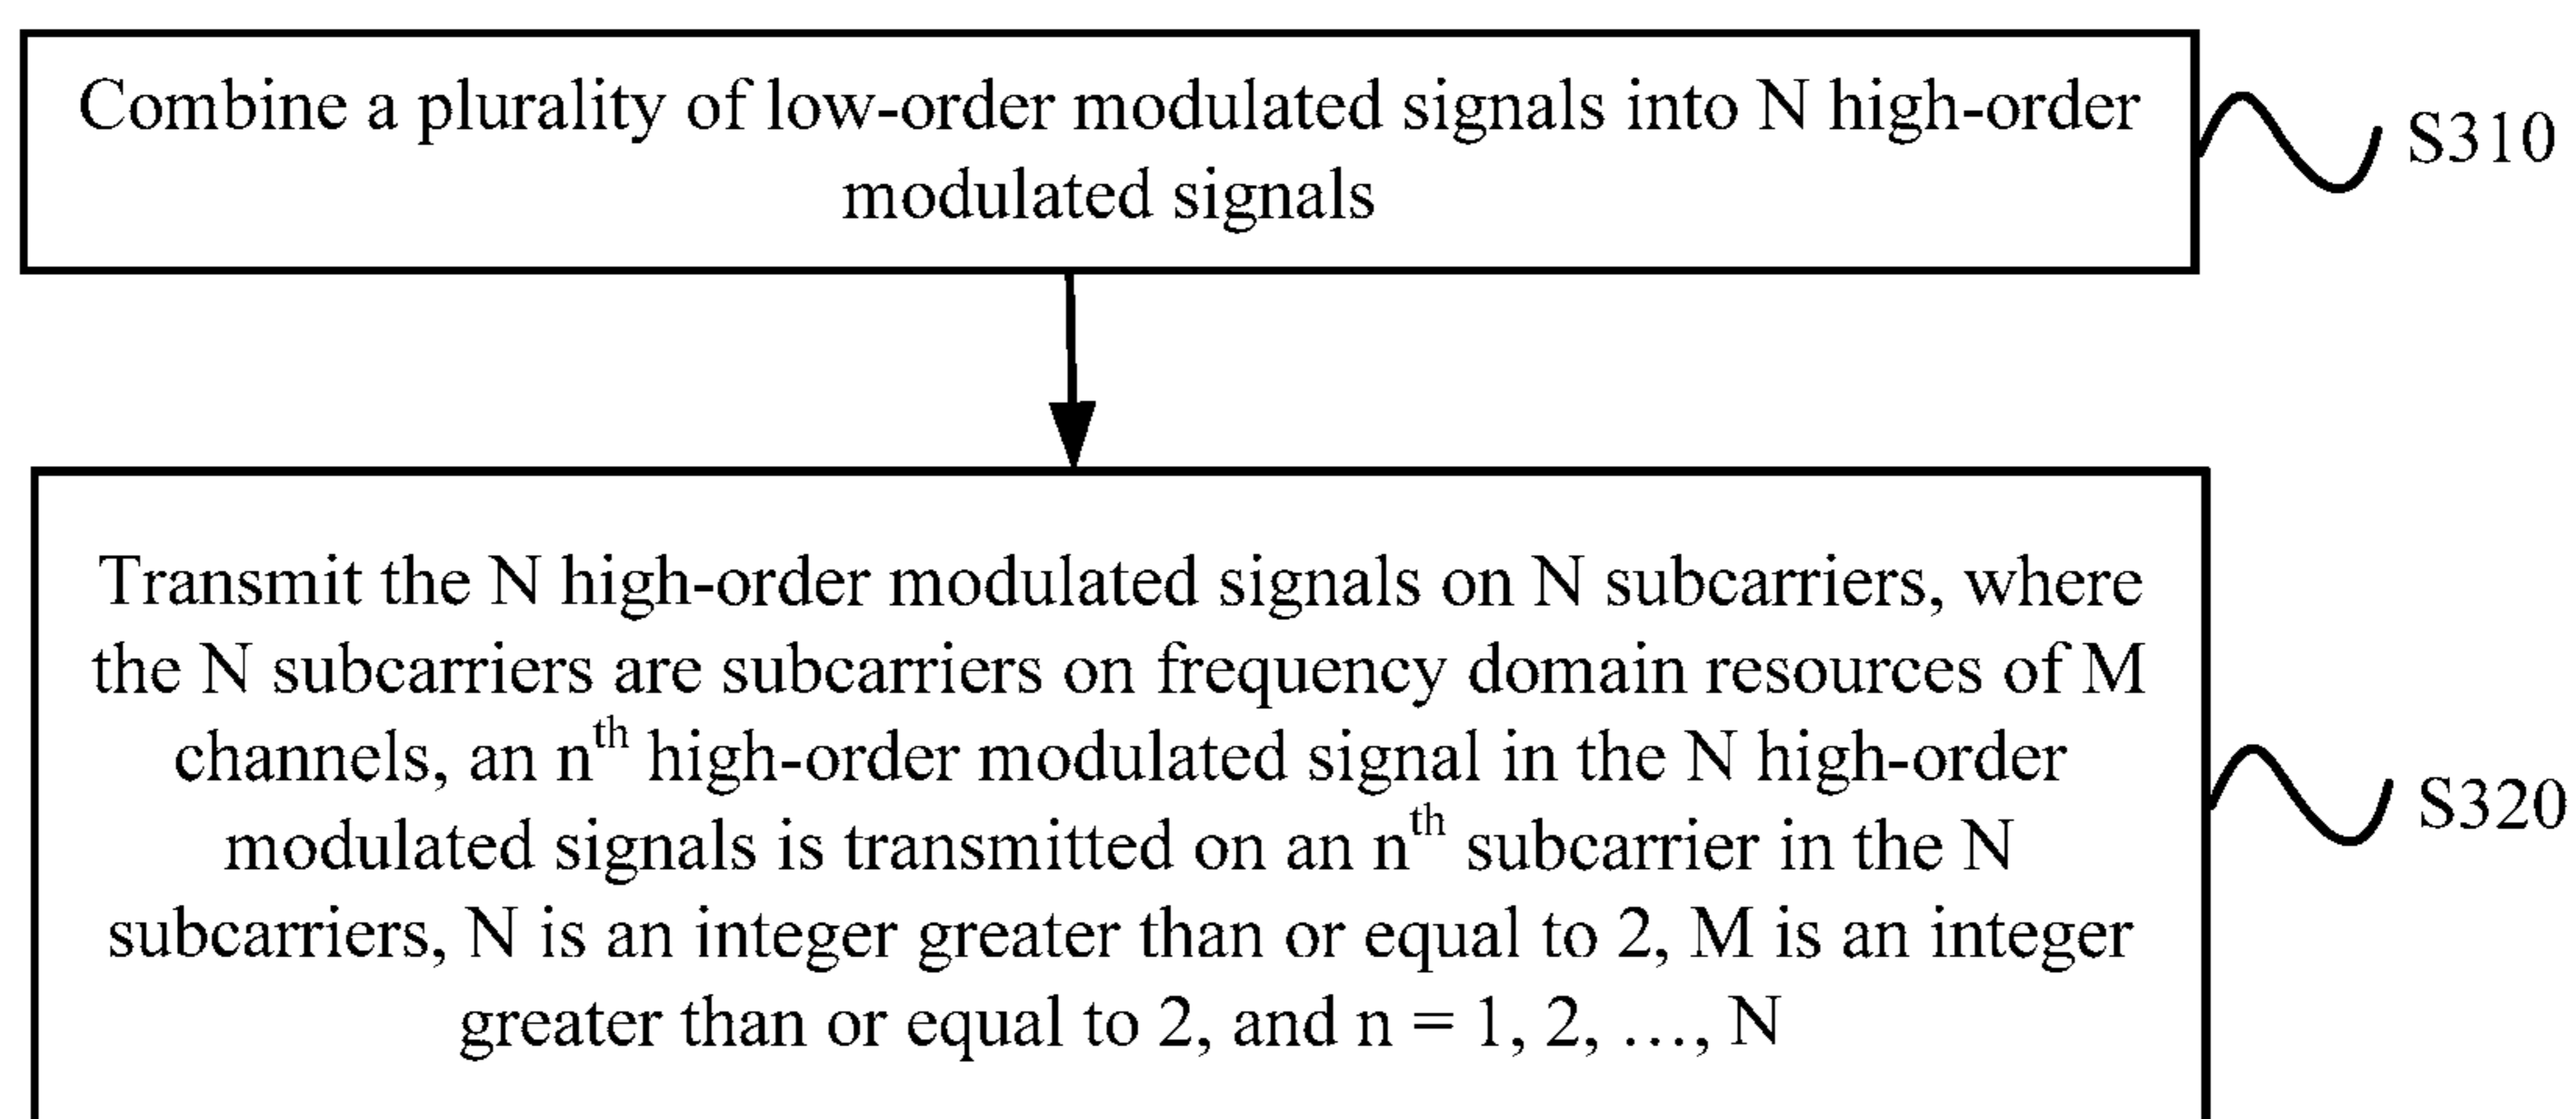 Combine a plurality of low-order modulated signals into N high-order
modulated signals
S310
Transmit the N high-order modulated signals on N subcarriers, where
the N subcarriers are subcarriers on frequency domain resources of M
channels, an nth high-order modulated signal in the N high-order
modulated signals is transmitted on an nth subcarrier in the N
subcarriers, N is an integer greater than or equal to 2, M is an integer
greater than or equal to 2, and n = 1, 2, …, N
S320